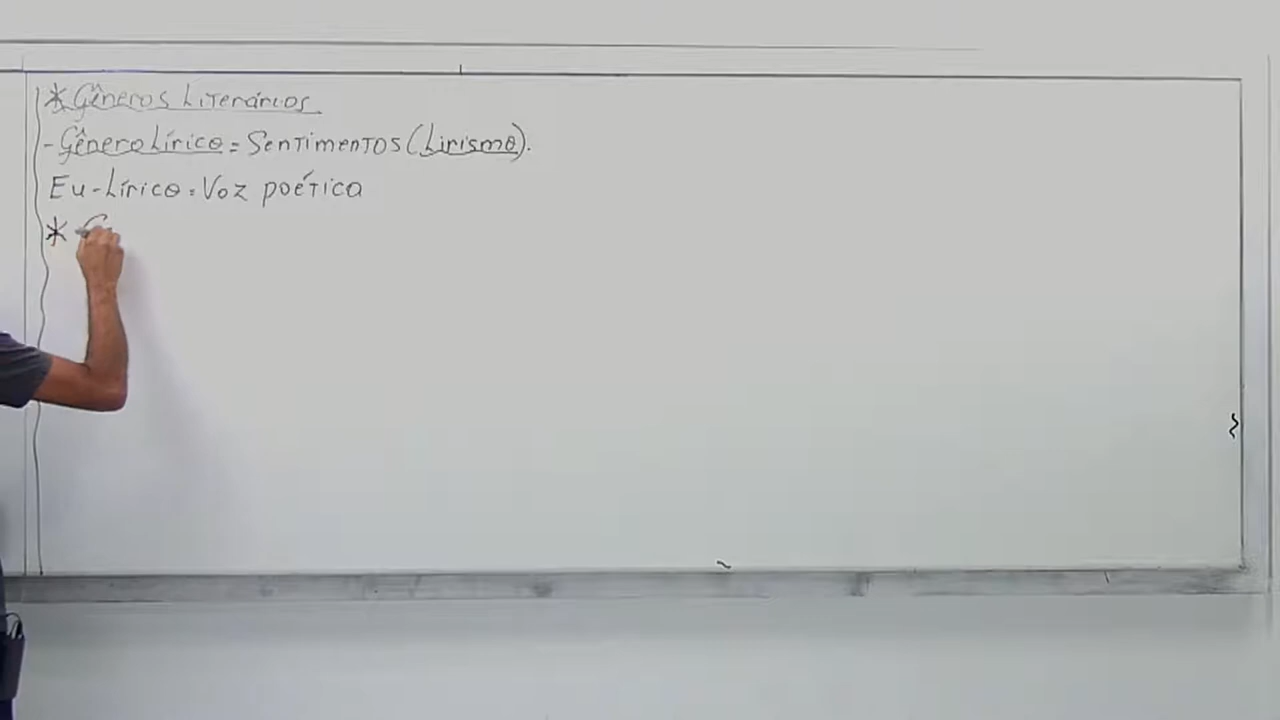 * Gêneros Literários
- Gênero Lírico = Sentimentos (Lirismo).
Eu-Lírico = Voz poética
*